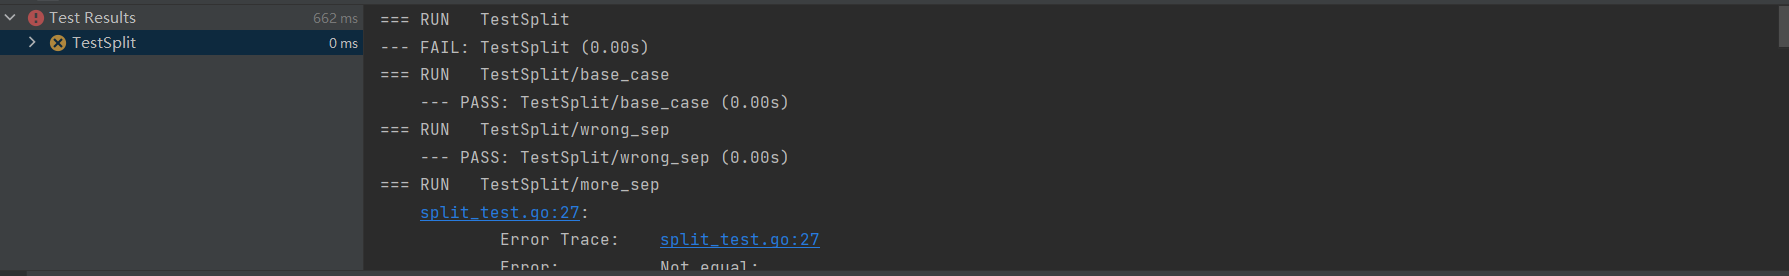 Test Results 662 ms
TestSplit 0 ms
=== RUN   TestSplit
--- FAIL: TestSplit (0.00s)
=== RUN   TestSplit/base_case
    --- PASS: TestSplit/base_case (0.00s)
=== RUN   TestSplit/wrong_sep
    --- PASS: TestSplit/wrong_sep (0.00s)
=== RUN   TestSplit/more_sep
    split_test.go:27:
            Error Trace:    split_test.go:27
            Error:          Not equal: